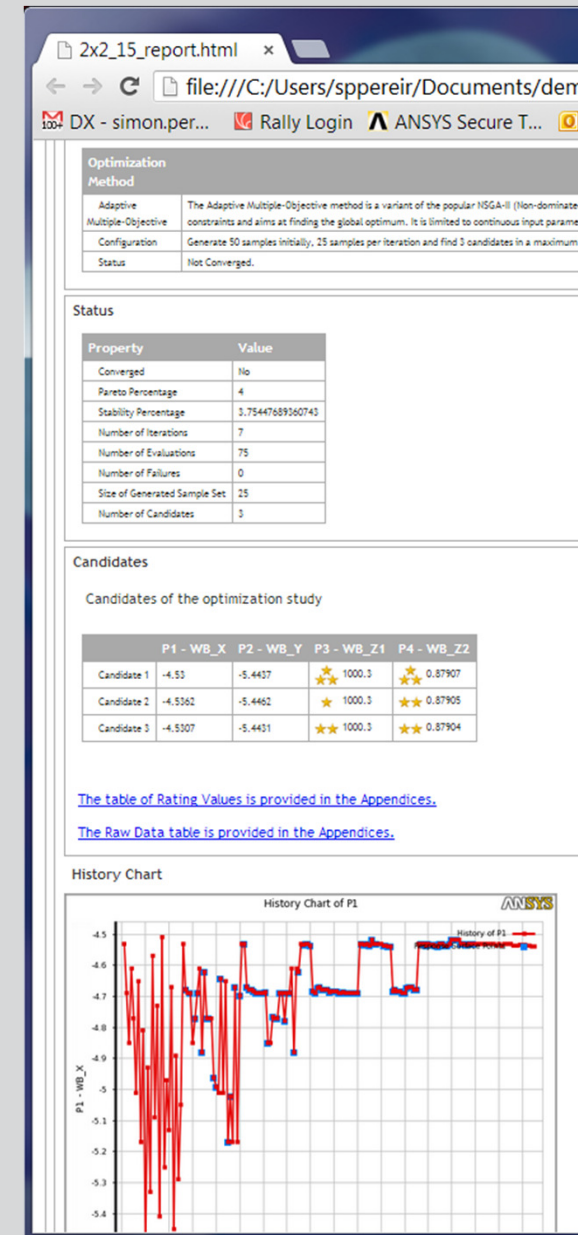 2x2_15_report.html ×
file:///C:/Users/sppereir/Documents/dem
100+ DX - simon.per... Rally Login ANSYS Secure T...
Optimization
Method
Adaptive
Multiple-Objective
The Adaptive Multiple-Objective method is a variant of the popular NSGA-II (Non-dominate
constraints and aims at finding the global optimum. It is limited to continuous input parame
Configuration Generate 50 samples initially, 25 samples per iteration and find 3 candidates in a maximum
Status Not Converged.
Status
Property Value
Converged No
Pareto Percentage 4
Stability Percentage 3.75447689360743
Number of Iterations 7
Number of Evaluations 75
Number of Failures 0
Size of Generated Sample Set 25
Number of Candidates 3
Candidates
Candidates of the optimization study
P1 - WB_X P2 - WB_Y P3 - WB_Z1 P4 - WB_Z2
Candidate 1 -4.53 -5.4437 1000.3 0.87907
Candidate 2 -4.5362 -5.4462 1000.3 0.87905
Candidate 3 -4.5307 -5.4431 1000.3 0.87904
The table of Rating Values is provided in the Appendices.
The Raw Data table is provided in the Appendices.
History Chart
History Chart of P1
ANSYS
History of P1
-4.5
-4.6
-4.7
-4.8
-4.9
-5
-5.1
-5.2
-5.3
-5.4
P1 - WB_X